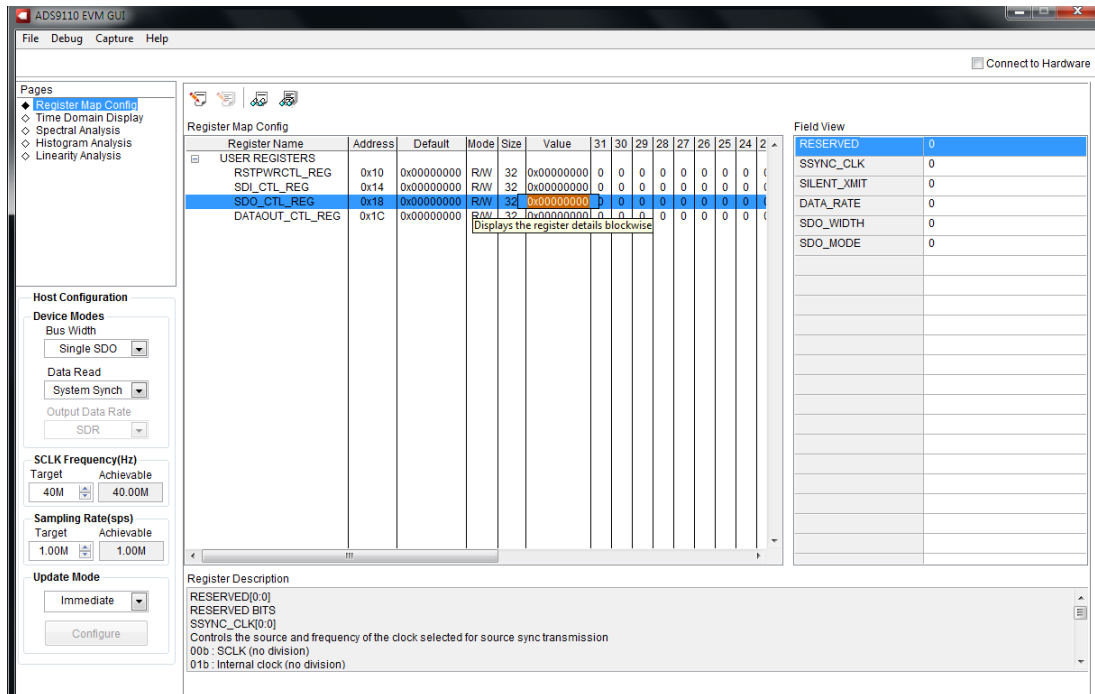 ADS9110 EVM GUI
File Debug Capture Help
Connect to Hardware
Pages
Register Map Config
Time Domain Display
Spectral Analysis
Histogram Analysis
Linearity Analysis
Register Map Config
Register Name Address Default Mode Size Value 31 30 29 28 27 26 25 24 2
USER REGISTERS
RSTPWRCTL_REG 0x10 0x00000000 R/W 32 0x00000000 0 0 0 0 0 0 0 0
SDI_CTL_REG 0x14 0x00000000 R/W 32 0x00000000 0 0 0 0 0 0 0 0
SDO_CTL_REG 0x18 0x00000000 R/W 32 0x00000000 0 0 0 0 0 0 0 0
DATAOUT_CTL_REG 0x1C 0x00000000 R/W 32 0x00000000 0 0 0 0 0 0 0 0
Displays the register details blockwise
Field View
RESERVED 0
SSYNC_CLK 0
SILENT_XMIT 0
DATA_RATE 0
SDO_WIDTH 0
SDO_MODE 0
Host Configuration
Device Modes
Bus Width
Single SDO
Data Read
System Synch
Output Data Rate
SDR
SCLK Frequency(Hz)
Target Achievable
40M 40.00M
Sampling Rate(sps)
Target Achievable
1.00M 1.00M
Update Mode
Immediate
Configure
Register Description
RESERVED[0:0]
RESERVED BITS
SSYNC_CLK[0:0]
Controls the source and frequency of the clock selected for source sync transmission
00b : SCLK (no division)
01b : Internal clock (no division)